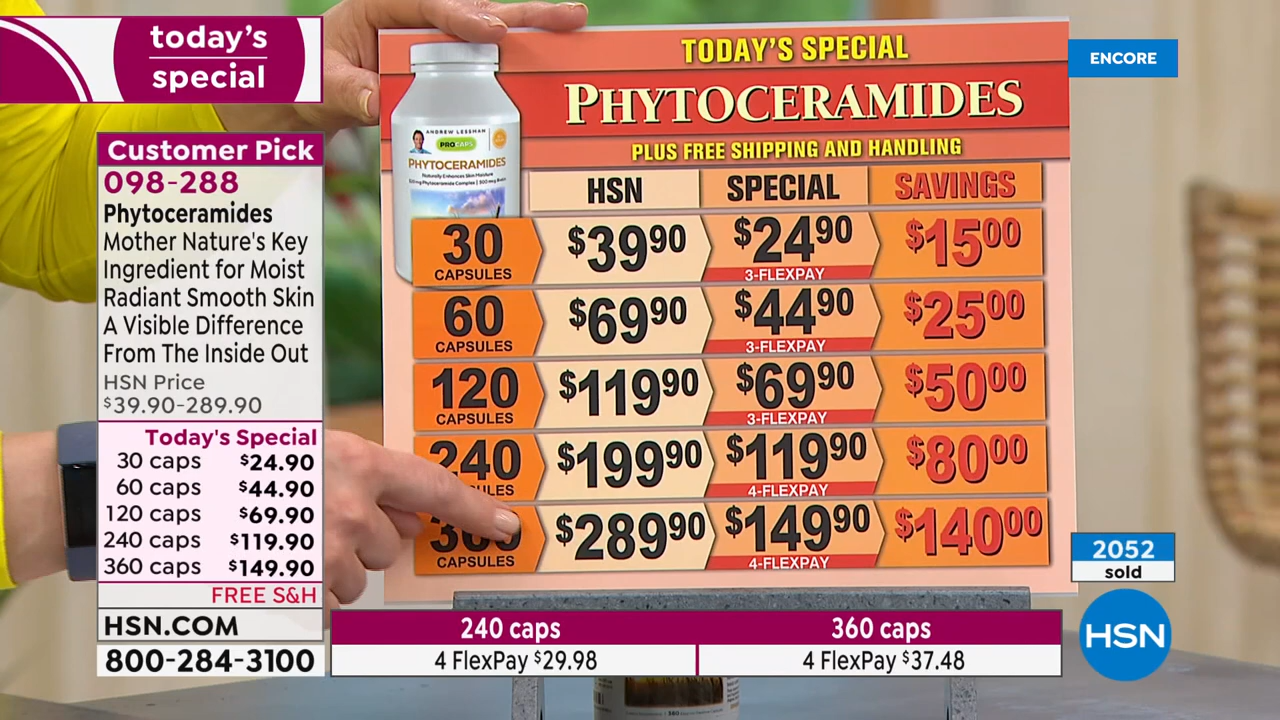 today's
special
Customer Pick
098-288
Phytoceramides
Mother Nature's Key
Ingredient for Moist
Radiant Smooth Skin
A Visible Difference
From The Inside Out
HSN Price
$39.90-289.90
Today's Special
30 caps $24.90
60 caps $44.90
120 caps $69.90
240 caps $119.90
360 caps $149.90
FREE S&H
HSN.COM
800-284-3100
TODAY'S SPECIAL
PHYTOCERAMIDES
PLUS FREE SHIPPING AND HANDLING
ANDREW LESSMAN
PROCAPS
PHYTOCERAMIDES
Naturally Enhances Skin Moisture
HSN SPECIAL SAVINGS
30 CAPSULES $39.90 $24.90 3-FLEXPAY $15.00
60 CAPSULES $69.90 $44.90 3-FLEXPAY $25.00
120 CAPSULES $119.90 $69.90 3-FLEXPAY $50.00
240 $199.90 $119.90 4-FLEXPAY $80.00
360 CAPSULES $289.90 $149.90 4-FLEXPAY $140.00
ENCORE
2052
sold
HSN
240 caps
4 FlexPay $29.98
360 caps
4 FlexPay $37.48